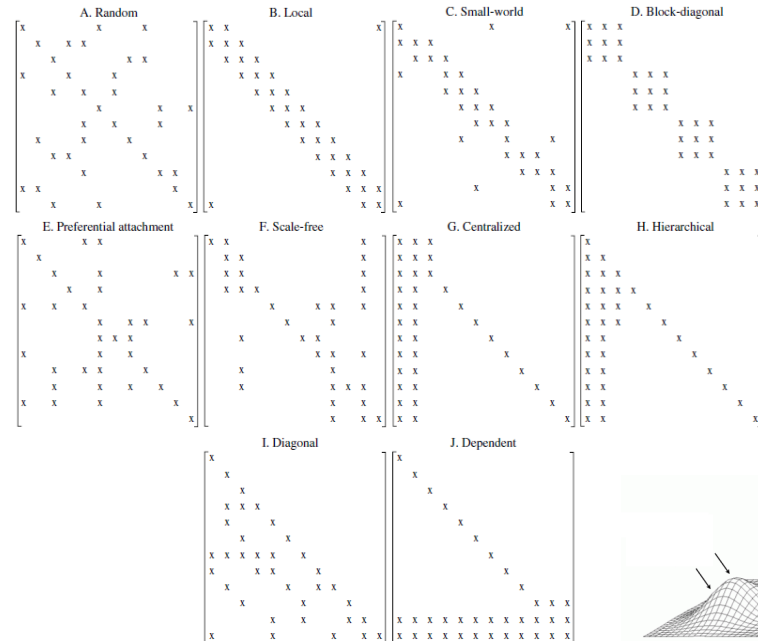 A. Random
B. Local
C. Small-world
D. Block-diagonal
E. Preferential attachment
F. Scale-free
G. Centralized
H. Hierarchical
I. Diagonal
J. Dependent